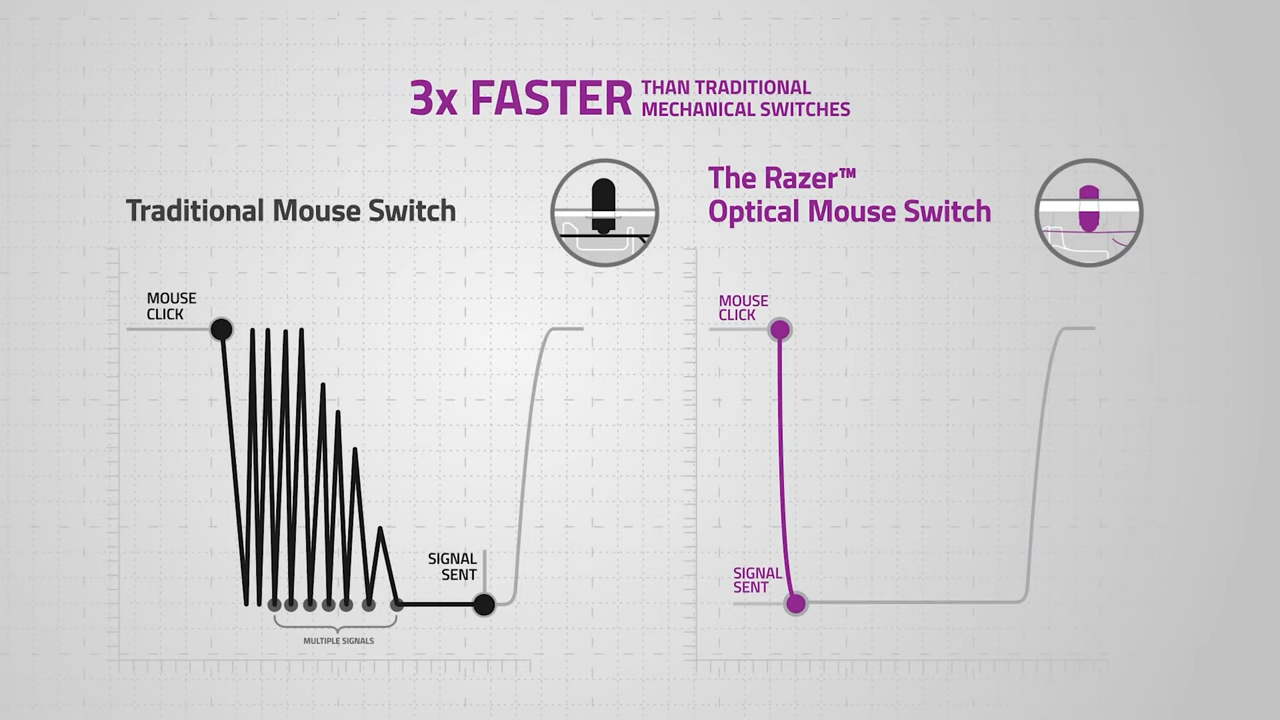 3x FASTER
THAN TRADITIONAL
MECHANICAL SWITCHES
Traditional Mouse Switch
MOUSE
CLICK
SIGNAL
SENT
MULTIPLE SIGNALS
The Razer™
Optical Mouse Switch
MOUSE
CLICK
SIGNAL
SENT